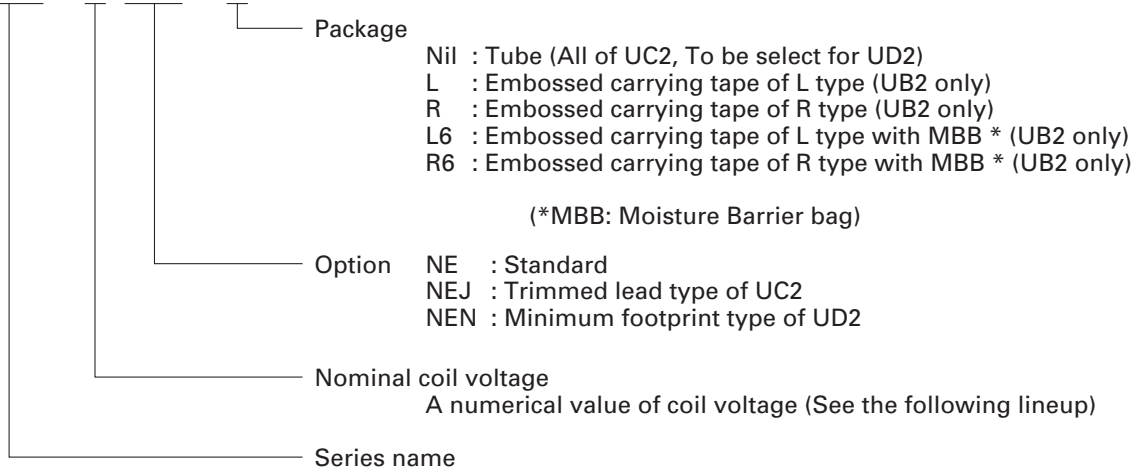 Package
Nil : Tube (All of UC2, To be select for UD2)
L : Embossed carrying tape of L type (UB2 only)
R : Embossed carrying tape of R type (UB2 only)
L6 : Embossed carrying tape of L type with MBB * (UB2 only)
R6 : Embossed carrying tape of R type with MBB * (UB2 only)
(*MBB: Moisture Barrier bag)
Option NE : Standard
NEJ : Trimmed lead type of UC2
NEN : Minimum footprint type of UD2
Nominal coil voltage
A numerical value of coil voltage (See the following lineup)
Series name